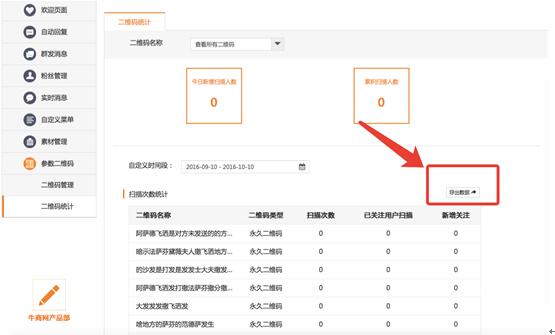 欢迎页面
自动回复
群发消息
粉丝管理
实时消息
自定义菜单
素材管理
参数二维码
二维码管理
二维码统计
牛商网产品部
二维码统计
二维码名称
查看所有二维码
今日新增扫描人数
0
累积扫描人数
0
自定义时间段：
2016-09-10 - 2016-10-10
扫描次数统计
导出数据
二维码名称 二维码类型 扫描次数 已关注用户扫描 新增关注
阿萨德飞洒是对方未发送的的方... 永久二维码 0 0 0
暗示法萨芬黛薇夫人撒飞洒地方... 永久二维码 0 0 0
的沙发是打发是发发士大夫撒发... 永久二维码 0 0 0
阿萨德飞洒打撒法萨芬撒分撒... 永久二维码 0 0 0
大发发发撒飞洒发 永久二维码 0 0 0
啥地方的萨芬的范德萨发生 永久二维码 0 0 0